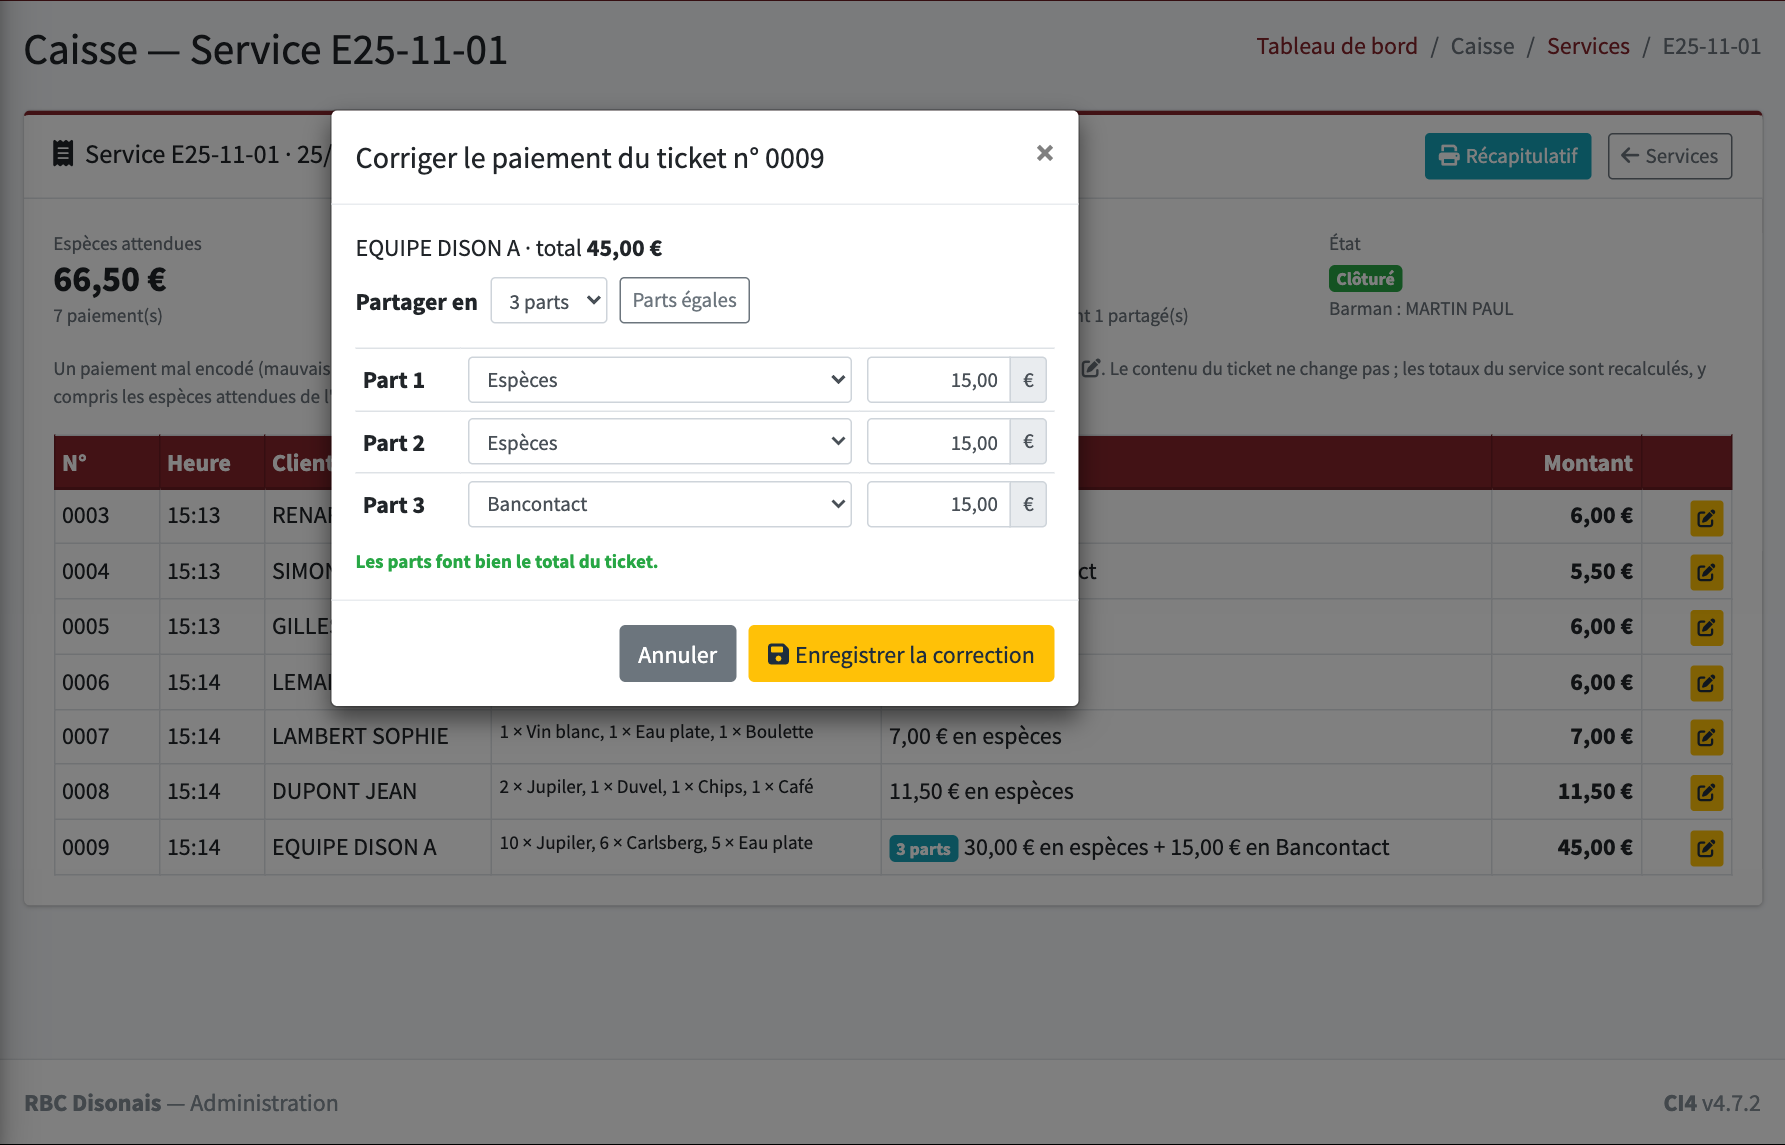 Caisse — Service E25-11-01
Tableau de bord / Caisse / Services / E25-11-01
Service E25-11-01 · 25/
Récapitulatif
Services
Corriger le paiement du ticket n° 0009
×
EQUIPE DISON A · total 45,00 €
Partager en 3 parts Parts égales
Part 1 Espèces 15,00 €
Part 2 Espèces 15,00 €
Part 3 Bancontact 15,00 €
Les parts font bien le total du ticket.
Annuler Enregistrer la correction
Espèces attendues
66,50 €
7 paiement(s)
1 partagé(s)
État
Clôturé
Barman : MARTIN PAUL
Un paiement mal encodé (mauvais
. Le contenu du ticket ne change pas ; les totaux du service sont recalculés, y
compris les espèces attendues de
N° Heure Client Montant
0003 15:13 6,00 €
0004 15:13 5,50 €
0005 15:13 6,00 €
0006 15:14 6,00 €
0007 15:14 LAMBERT SOPHIE 1 × Vin blanc, 1 × Eau plate, 1 × Boulette 7,00 € en espèces 7,00 €
0008 15:14 DUPONT JEAN 2 × Jupiler, 1 × Duvel, 1 × Chips, 1 × Café 11,50 € en espèces 11,50 €
0009 15:14 EQUIPE DISON A 10 × Jupiler, 6 × Carlsberg, 5 × Eau plate 3 parts 30,00 € en espèces + 15,00 € en Bancontact 45,00 €
RBC Disonais — Administration
CI4 v4.7.2